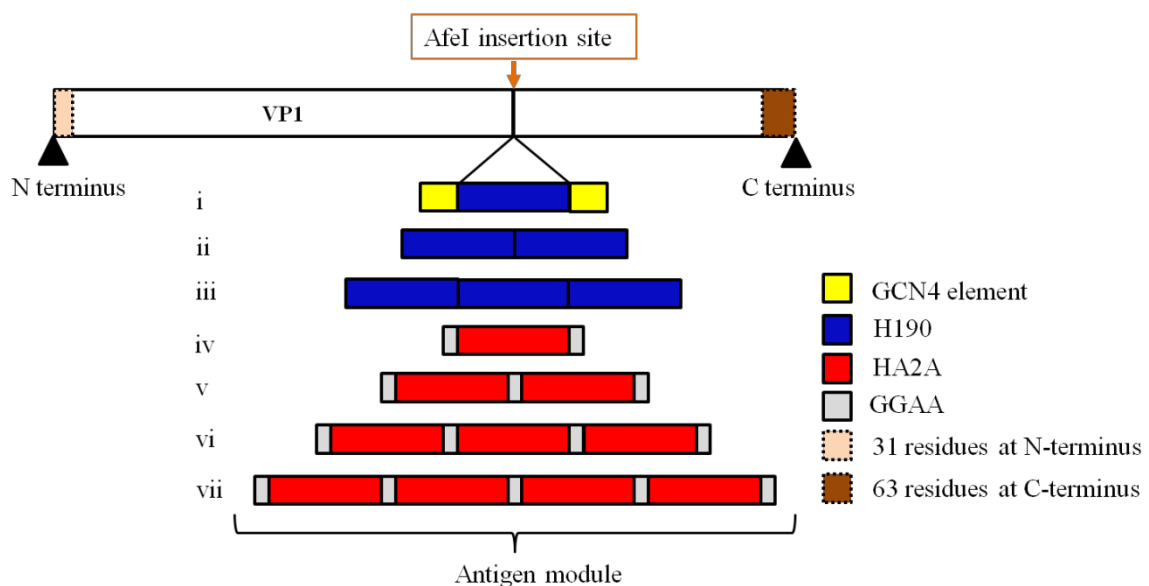 AfeI insertion site
VP1
N terminus
C terminus
i
ii
iii
iv
v
vi
vii
GCN4 element
H190
HA2A
GGAA
31 residues at N-terminus
63 residues at C-terminus
Antigen module